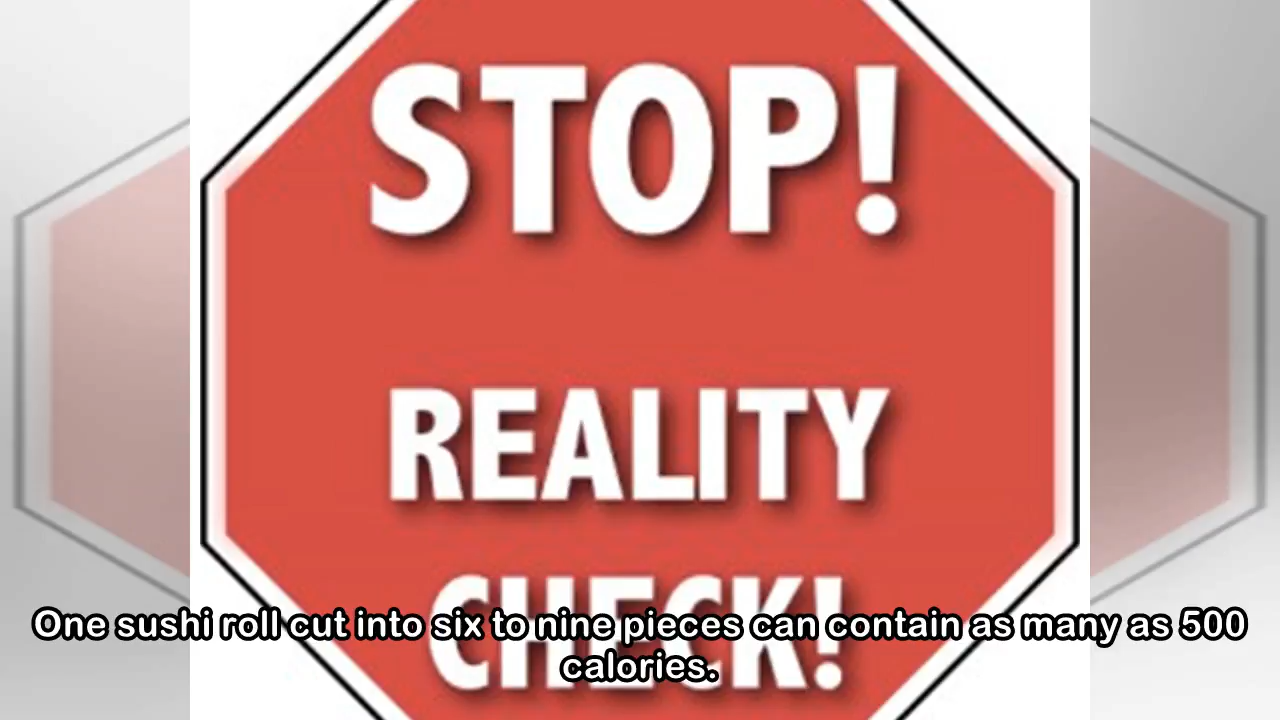 STOP!
REALITY
CHECK!
One sushi roll cut into six to nine pieces can contain as many as 500
calories.